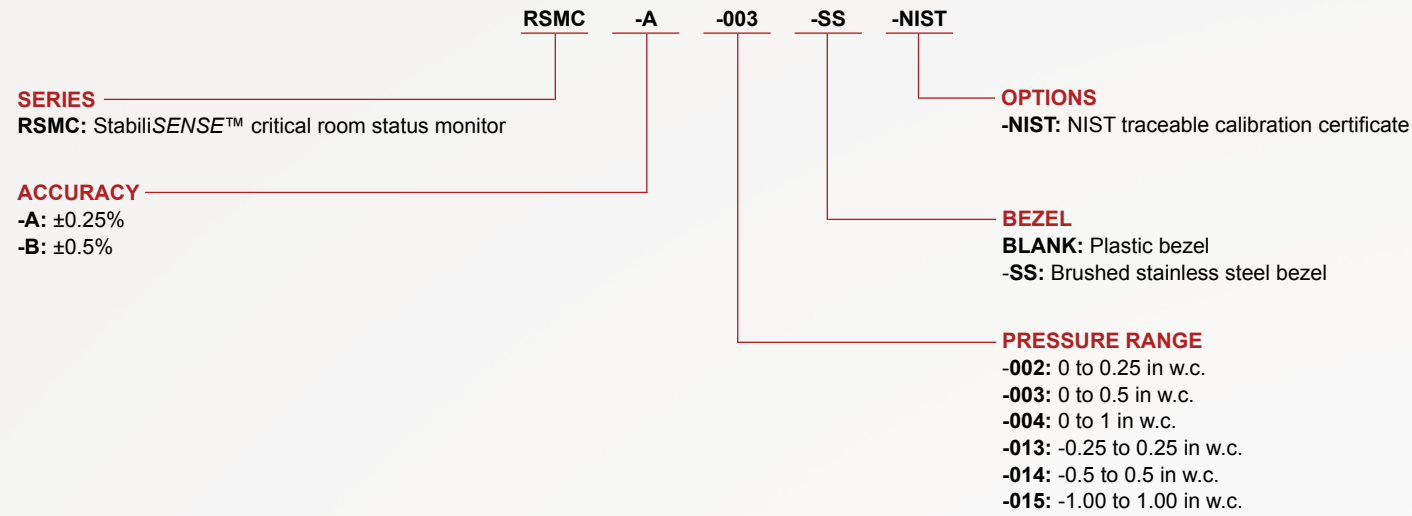 RSMC -A -003 -SS -NIST
SERIES
RSMC: StabiliSENSE™ critical room status monitor
ACCURACY
-A: ±0.25%
-B: ±0.5%
OPTIONS
-NIST: NIST traceable calibration certificate
BEZEL
BLANK: Plastic bezel
-SS: Brushed stainless steel bezel
PRESSURE RANGE
-002: 0 to 0.25 in w.c.
-003: 0 to 0.5 in w.c.
-004: 0 to 1 in w.c.
-013: -0.25 to 0.25 in w.c.
-014: -0.5 to 0.5 in w.c.
-015: -1.00 to 1.00 in w.c.